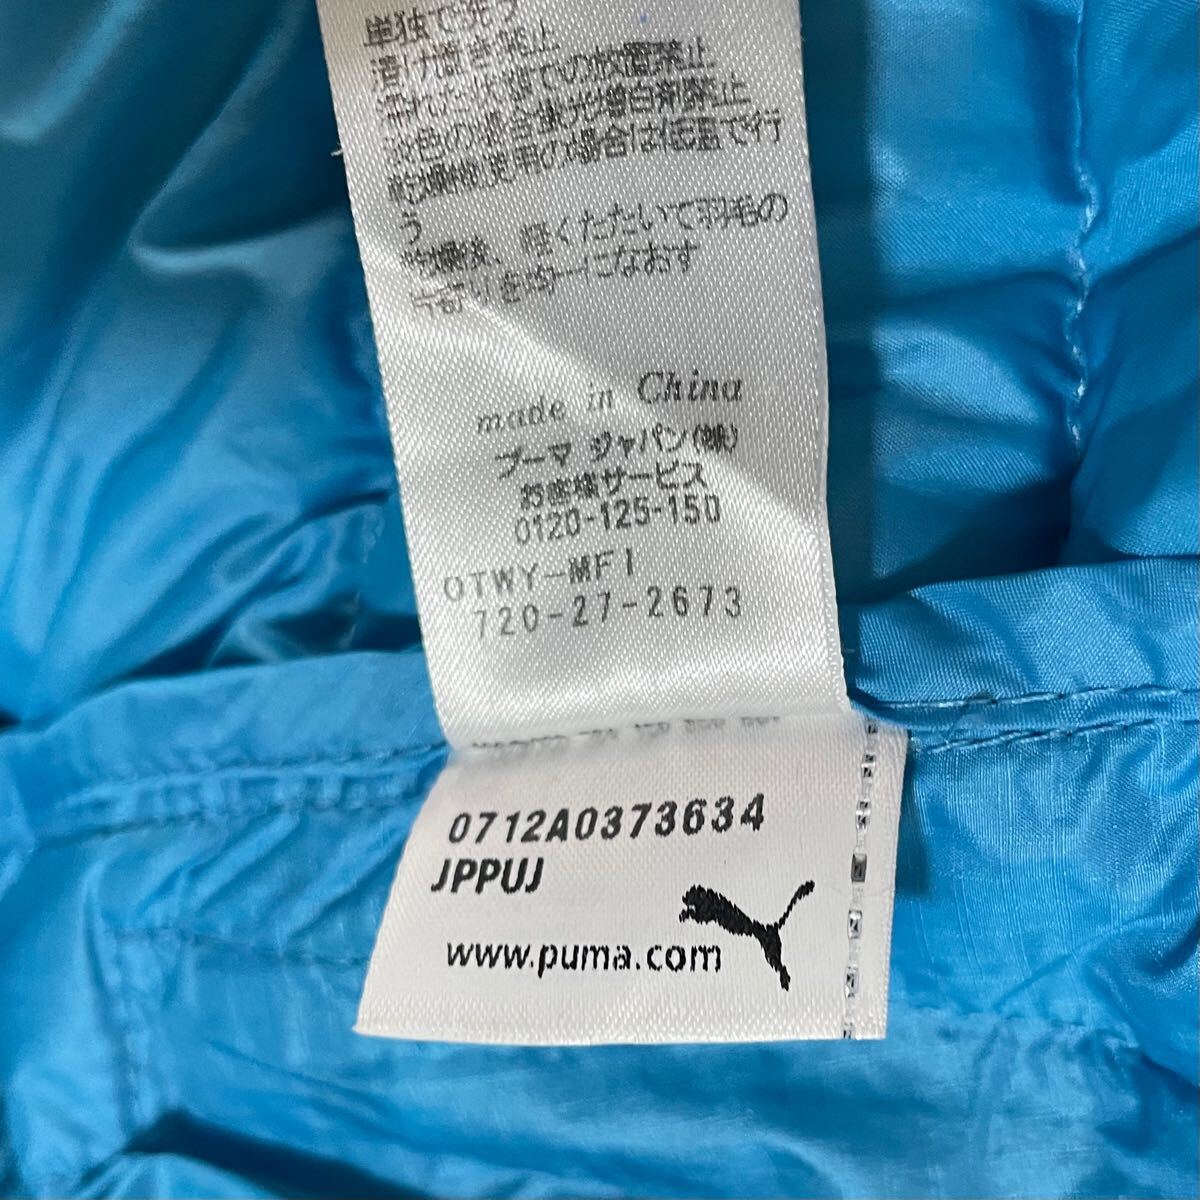 単独で洗う
漬け置き禁止
濡れた状態での放置禁止
淡色の場合蛍光増白剤禁止
乾燥機使用の場合は低温で行
う
乾燥後、軽くたたいて羽毛の
片寄りを均一になおす
made in China
プーマ ジャパン(株)
お客様サービス
0120-125-150
OTWY-MFI
720-27-2673
0712A0373634
JPPUJ
www.puma.com